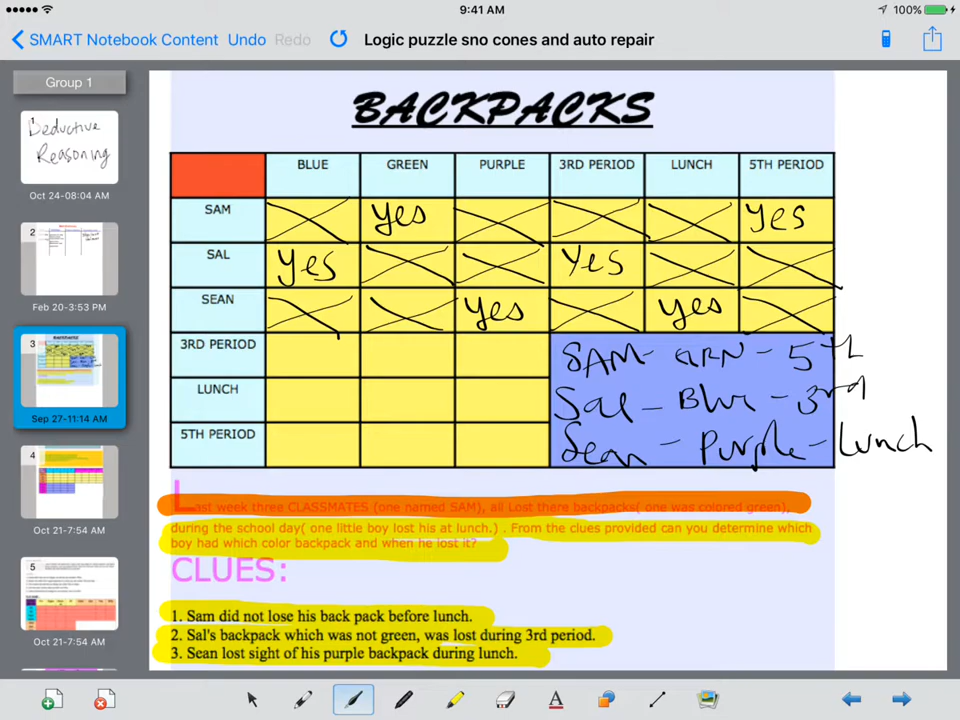 9:41 AM
100%
SMART Notebook Content
Undo
Redo
Logic puzzle sno cones and auto repair
Group 1
Deductive
Reasoning
Oct 24-08:04 AM
2
Feb 20-3:53 PM
3
Sep 27-11:14 AM
4
Oct 21-7:54 AM
5
Oct 21-7:54 AM
BACKPACKS
BLUE GREEN PURPLE 3RD PERIOD LUNCH 5TH PERIOD
SAM yes yes
SAL yes yes
SEAN yes yes
3RD PERIOD
LUNCH
5TH PERIOD
SAM - GRN - 5th
Sal - Blue - 3rd
Sean - Purple - lunch
Last week three CLASSMATES (one named SAM), all Lost there backpacks( one was colored green),
during the school day( one little boy lost his at lunch.) . From the clues provided can you determine which
boy had which color backpack and when he lost it?
CLUES:
1. Sam did not lose his back pack before lunch.
2. Sal's backpack which was not green, was lost during 3rd period.
3. Sean lost sight of his purple backpack during lunch.
A